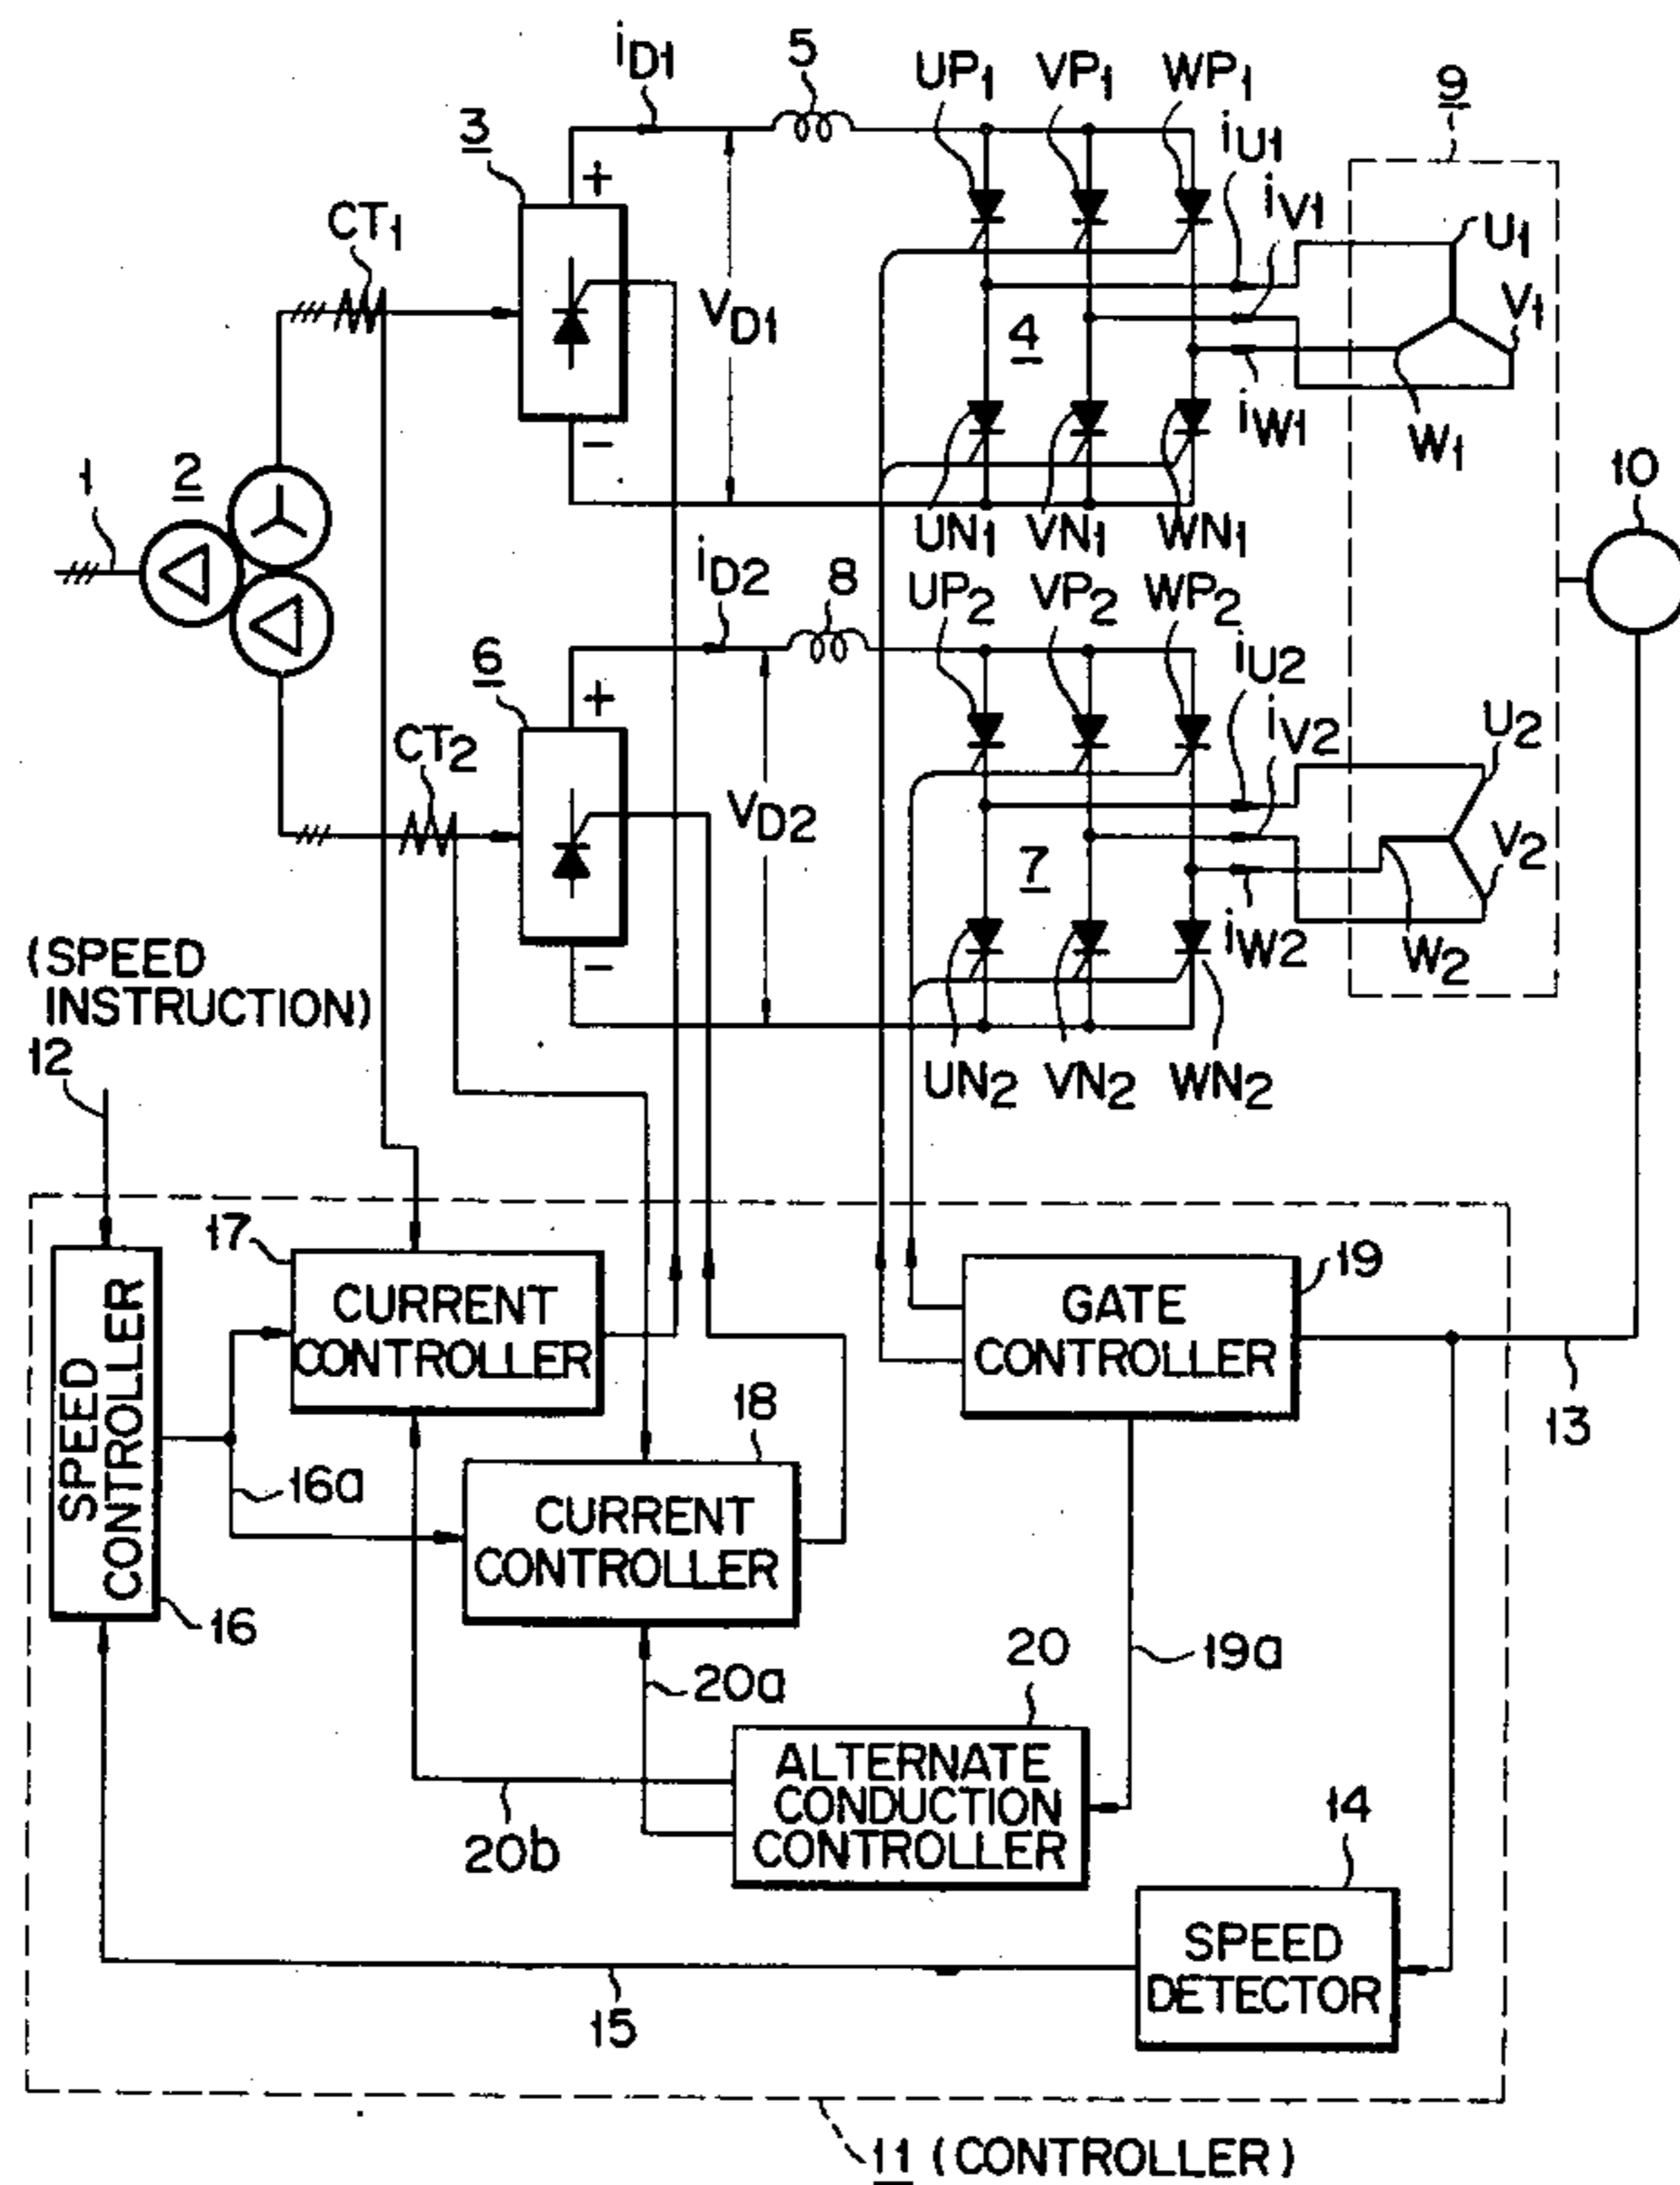 iD1
5
UP1
VP1
WP1
9
3
+
iU1
iV1
CT1
U1
VD1
4
V1
iW1
W1
−
1
2
10
UN1
VN1
WN1
iD2
8
UP2
VP2
WP2
6
+
iU2
iV2
CT2
U2
VD2
7
V2
iW2
W2
−
(SPEED
INSTRUCTION)
12
UN2
VN2
WN2
17
CURRENT
CONTROLLER
19
GATE
CONTROLLER
SPEED
CONTROLLER
13
18
16a
CURRENT
CONTROLLER
16
20
19a
20a
ALTERNATE
CONDUCTION
CONTROLLER
20b
14
SPEED
DETECTOR
15
11 (CONTROLLER)